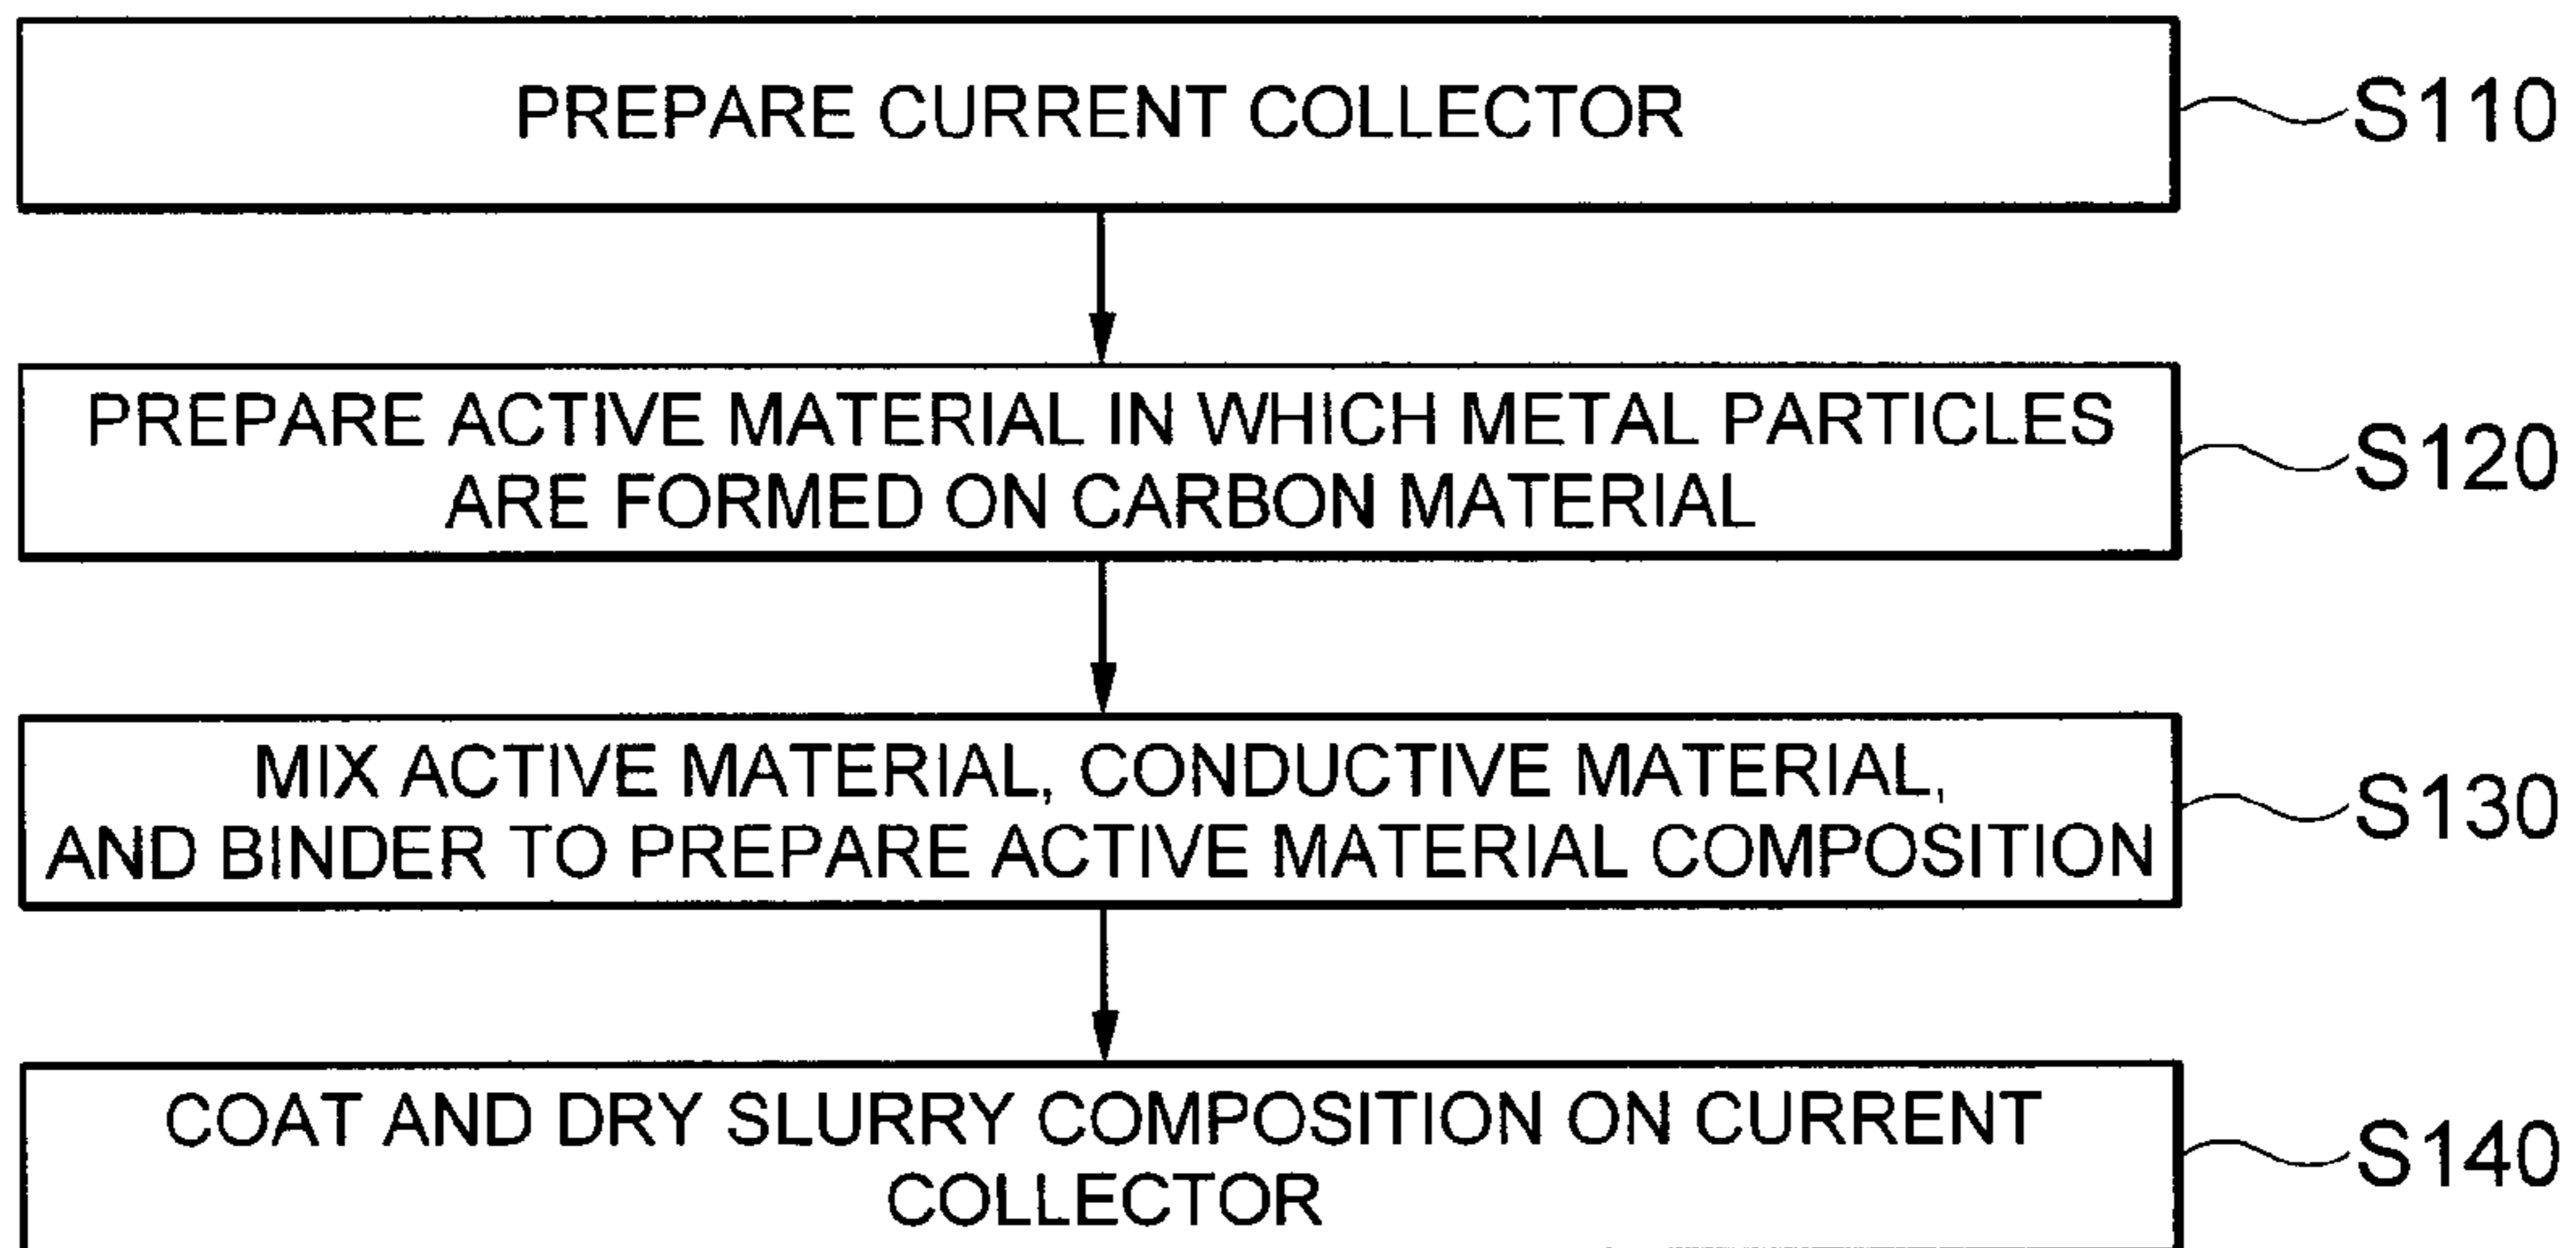 PREPARE CURRENT COLLECTOR
S110
PREPARE ACTIVE MATERIAL IN WHICH METAL PARTICLES
ARE FORMED ON CARBON MATERIAL
S120
MIX ACTIVE MATERIAL, CONDUCTIVE MATERIAL,
AND BINDER TO PREPARE ACTIVE MATERIAL COMPOSITION
S130
COAT AND DRY SLURRY COMPOSITION ON CURRENT
COLLECTOR
S140